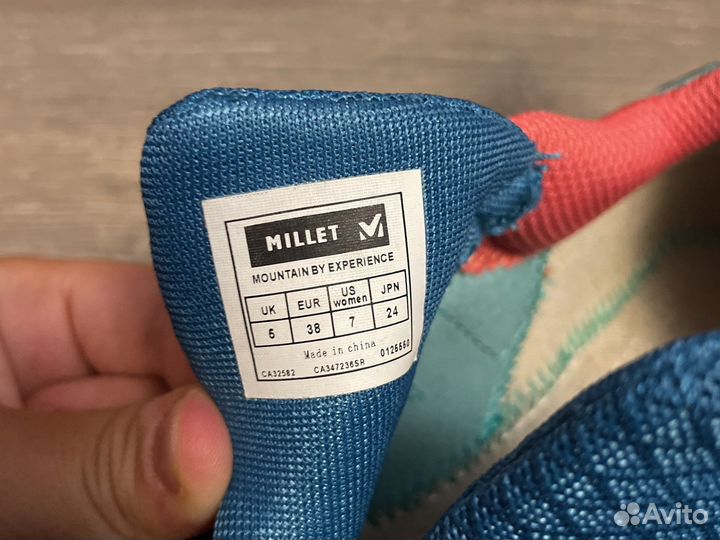 MILLET
MOUNTAIN BY EXPERIENCE
UK EUR US women JPN
5 38 7 24
Made in china
CA32582 CA347236SR 0125550
Avito